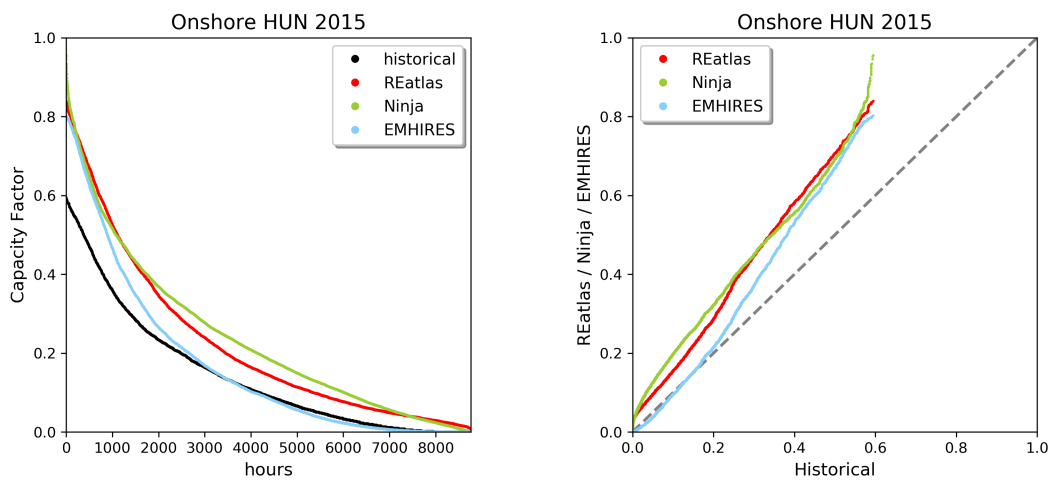 Onshore HUN 2015
1.0
0.8
0.6
0.4
0.2
0.0
Capacity Factor
historical
REatlas
Ninja
EMHIRES
0 1000 2000 3000 4000 5000 6000 7000 8000
hours
Onshore HUN 2015
1.0
0.8
0.6
0.4
0.2
0.0
REatlas / Ninja / EMHIRES
REatlas
Ninja
EMHIRES
0.0 0.2 0.4 0.6 0.8 1.0
Historical